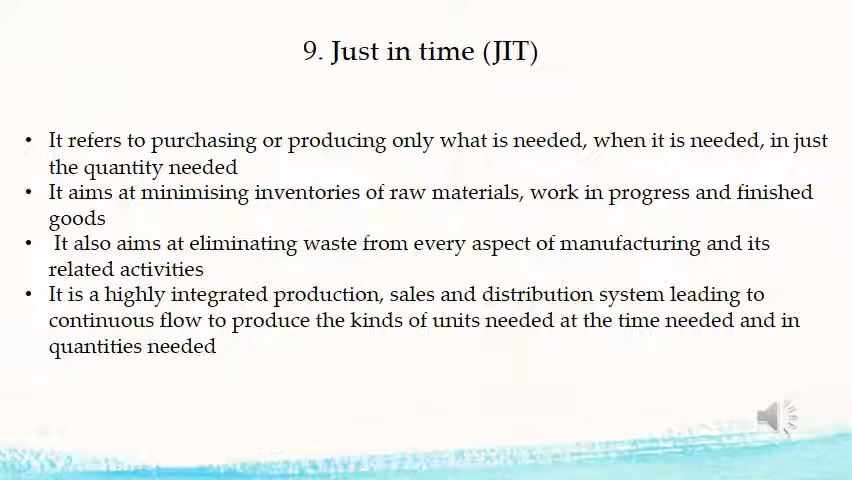 9. Just in time (JIT)
• It refers to purchasing or producing only what is needed, when it is needed, in just
the quantity needed
• It aims at minimising inventories of raw materials, work in progress and finished
goods
• It also aims at eliminating waste from every aspect of manufacturing and its
related activities
• It is a highly integrated production, sales and distribution system leading to
continuous flow to produce the kinds of units needed at the time needed and in
quantities needed